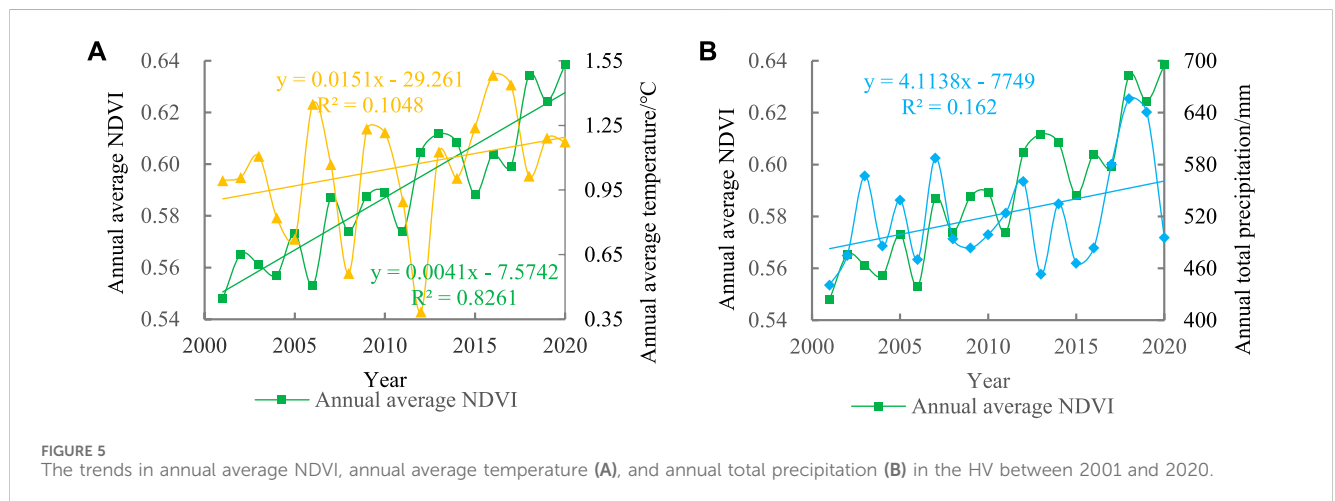 A
Annual average NDVI
0.64
0.62
0.60
0.58
0.56
0.54
y = 0.0151x - 29.261
R² = 0.1048
y = 0.0041x - 7.5742
R² = 0.8261
1.55
1.25
0.95
0.65
0.35
Annual average temperature/°C
2000
2005
2010
2015
2020
Year
Annual average NDVI
B
Annual average NDVI
0.64
0.62
0.60
0.58
0.56
0.54
y = 4.1138x - 7749
R² = 0.162
700
640
580
520
460
400
Annual total precipitation/mm
2000
2005
2010
2015
2020
Year
Annual average NDVI
FIGURE 5
The trends in annual average NDVI, annual average temperature (A), and annual total precipitation (B) in the HV between 2001 and 2020.